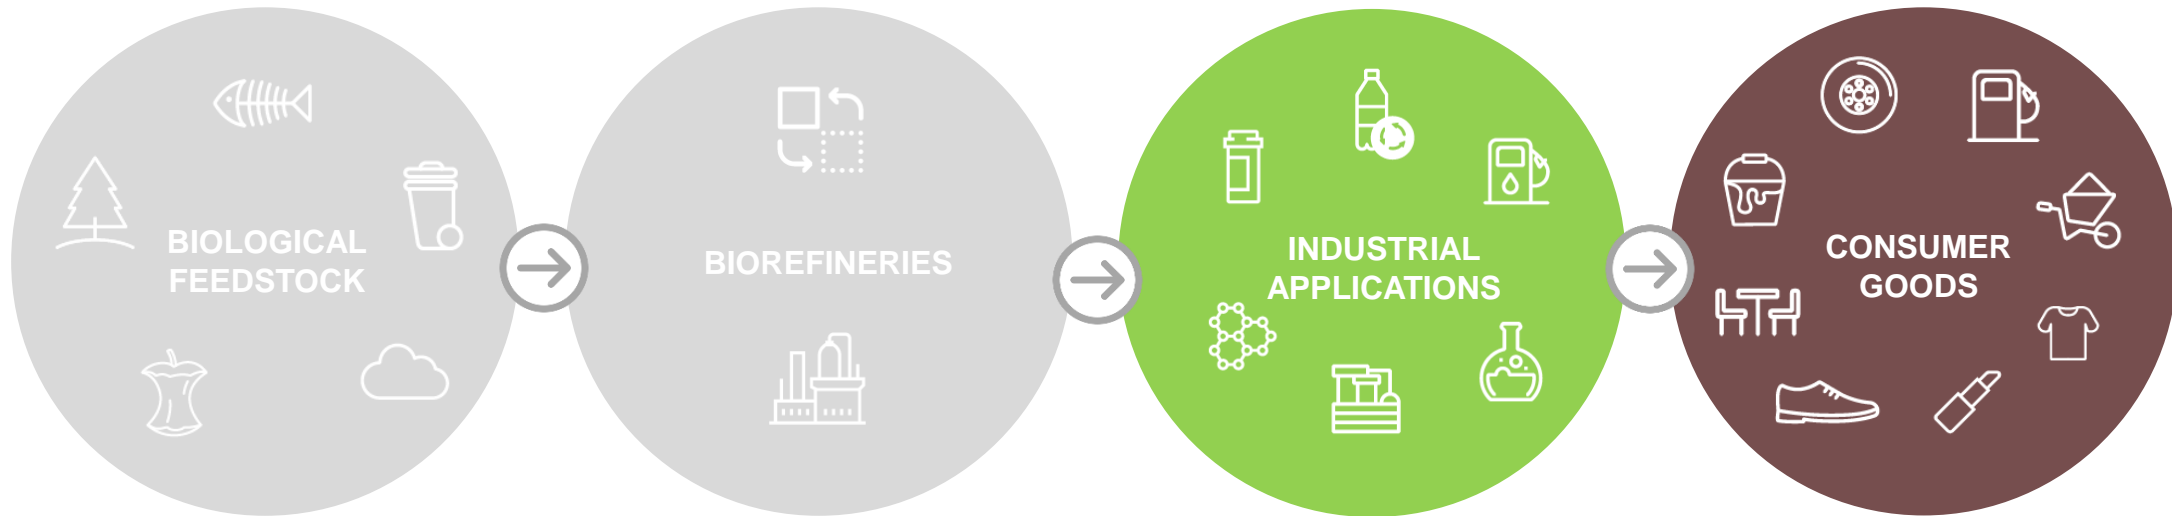 BIOLOGICAL
FEEDSTOCK
BIOREFINERIES
INDUSTRIAL
APPLICATIONS
CONSUMER
GOODS